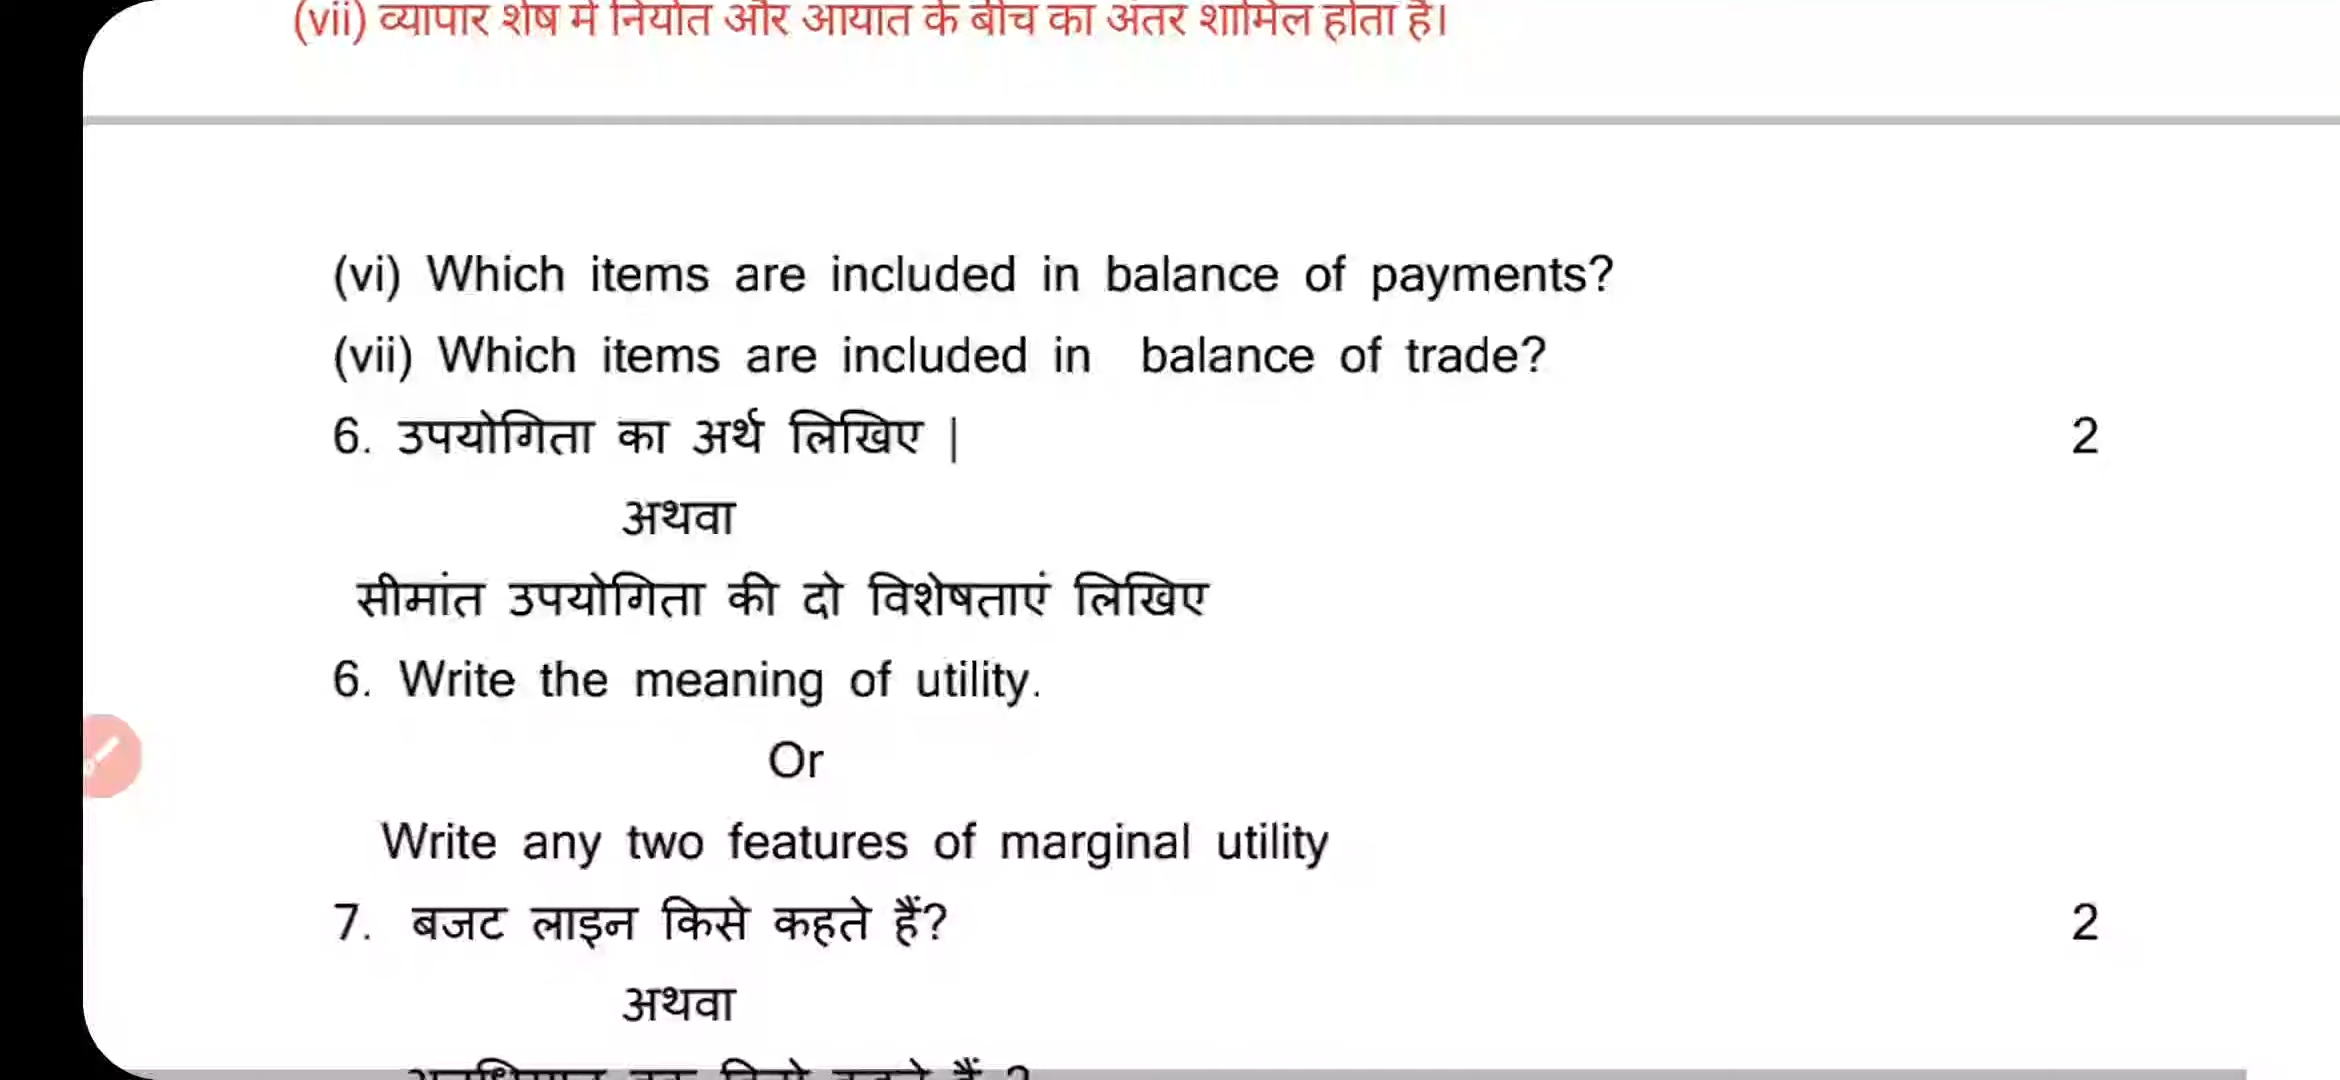 (vii) व्यापार शेष में निर्यात और आयात के बीच का अंतर शामिल होता है।
(vi) Which items are included in balance of payments?
(vii) Which items are included in balance of trade?
6. उपयोगिता का अर्थ लिखिए | 2
अथवा
सीमांत उपयोगिता की दो विशेषताएं लिखिए
6. Write the meaning of utility.
Or
Write any two features of marginal utility
7. बजट लाइन किसे कहते हैं? 2
अथवा